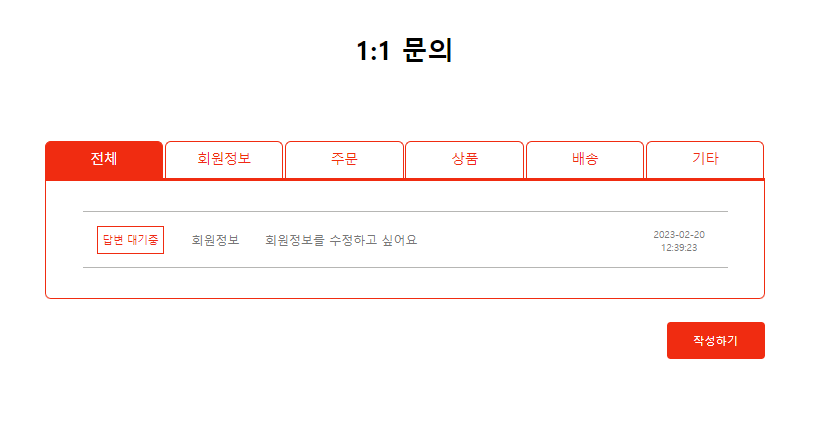 1:1 문의
전체 회원정보 주문 상품 배송 기타
답변 대기중 회원정보 회원정보를 수정하고 싶어요 2023-02-20
12:39:23
작성하기